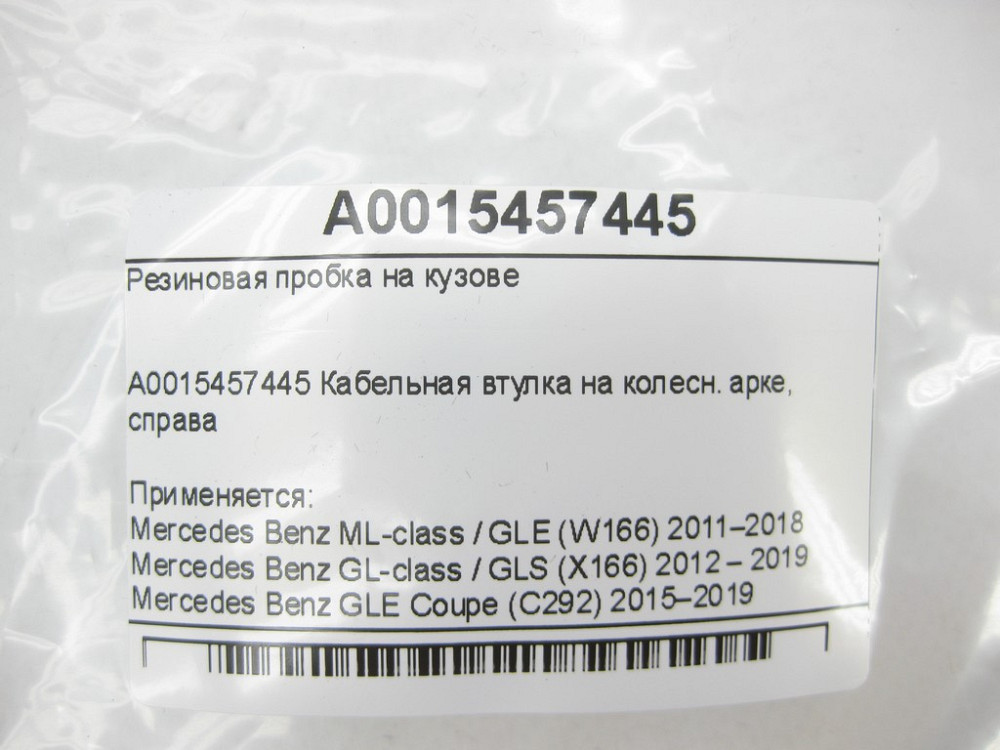 A0015457445
Резиновая пробка на кузове
A0015457445 Кабельная втулка на колесн. арке,
справа
Применяется:
Mercedes Benz ML-class / GLE (W166) 2011–2018
Mercedes Benz GL-class / GLS (X166) 2012 – 2019
Mercedes Benz GLE Coupe (C292) 2015–2019